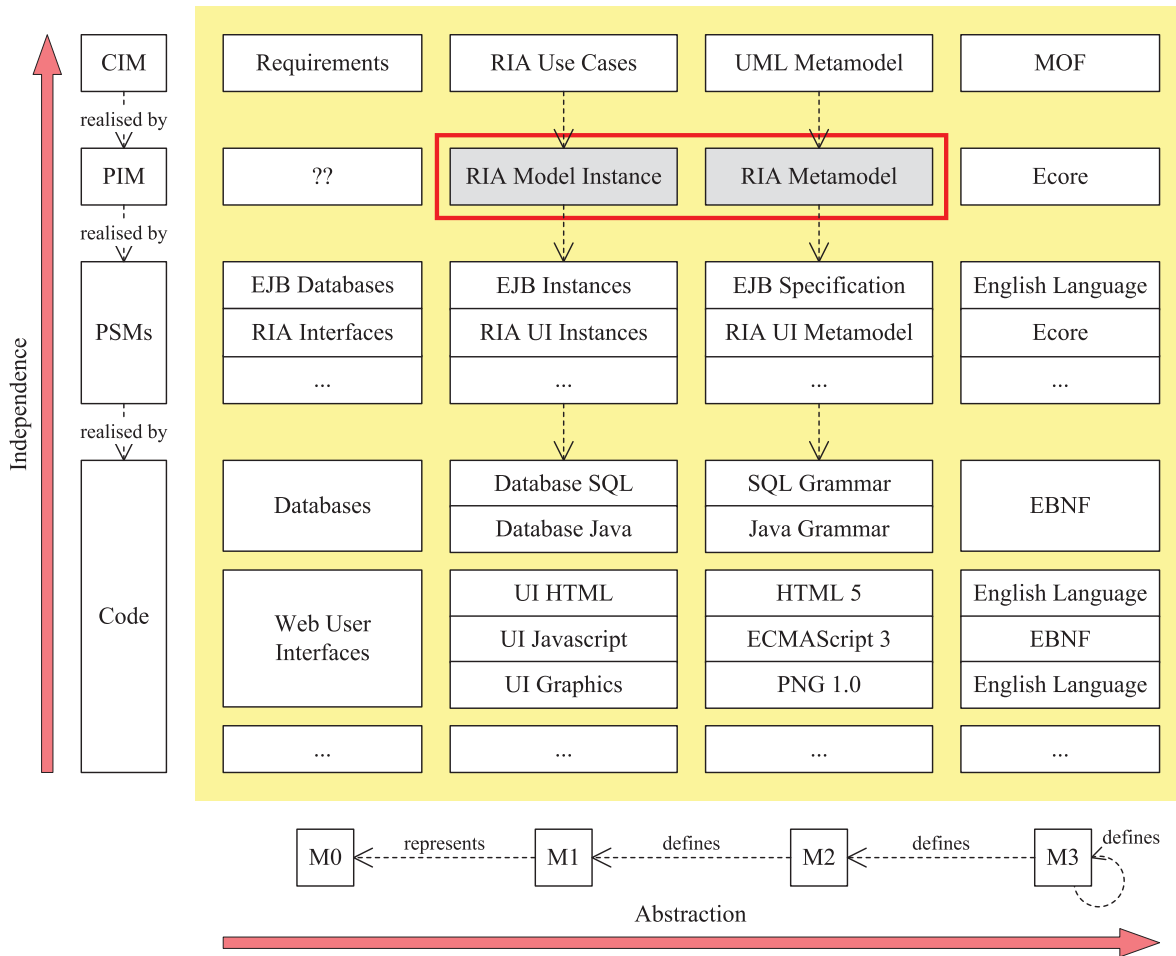 CIM
Requirements
RIA Use Cases
UML Metamodel
MOF
realised by
PIM
??
RIA Model Instance
RIA Metamodel
Ecore
realised by
PSMs
EJB Databases
EJB Instances
EJB Specification
English Language
RIA Interfaces
RIA UI Instances
RIA UI Metamodel
Ecore
...
...
...
...
Independence
realised by
Code
Databases
Database SQL
SQL Grammar
EBNF
Database Java
Java Grammar
Web User
Interfaces
UI HTML
HTML 5
English Language
UI Javascript
ECMAScript 3
EBNF
UI Graphics
PNG 1.0
English Language
...
...
...
...
M0
represents
M1
defines
M2
defines
M3
defines
Abstraction